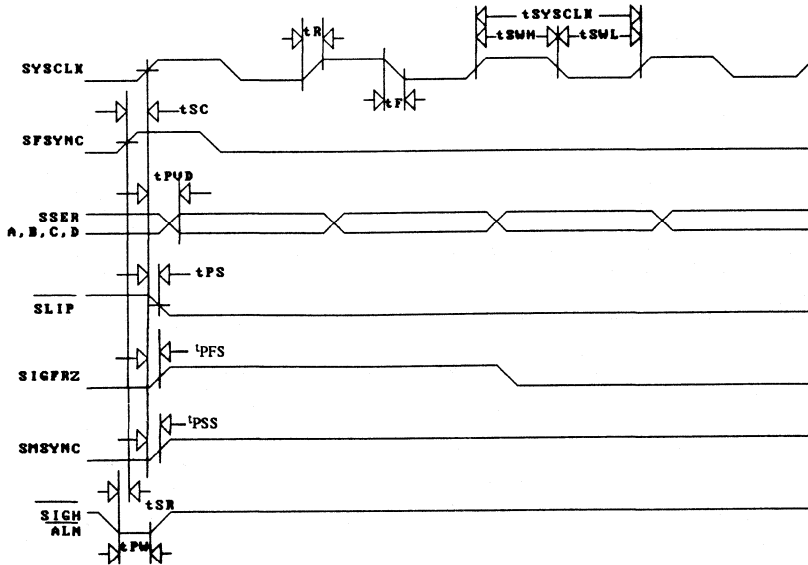 tSYSCLK
tR
tSWH
tSWL
SYSCLK
tF
tSC
SFSYNC
tPVD
SSER
A,B,C,D
tPS
SLIP
tPFS
SIGFRZ
tPSS
SMSYNC
tSR
SIGH
ALM
tPW